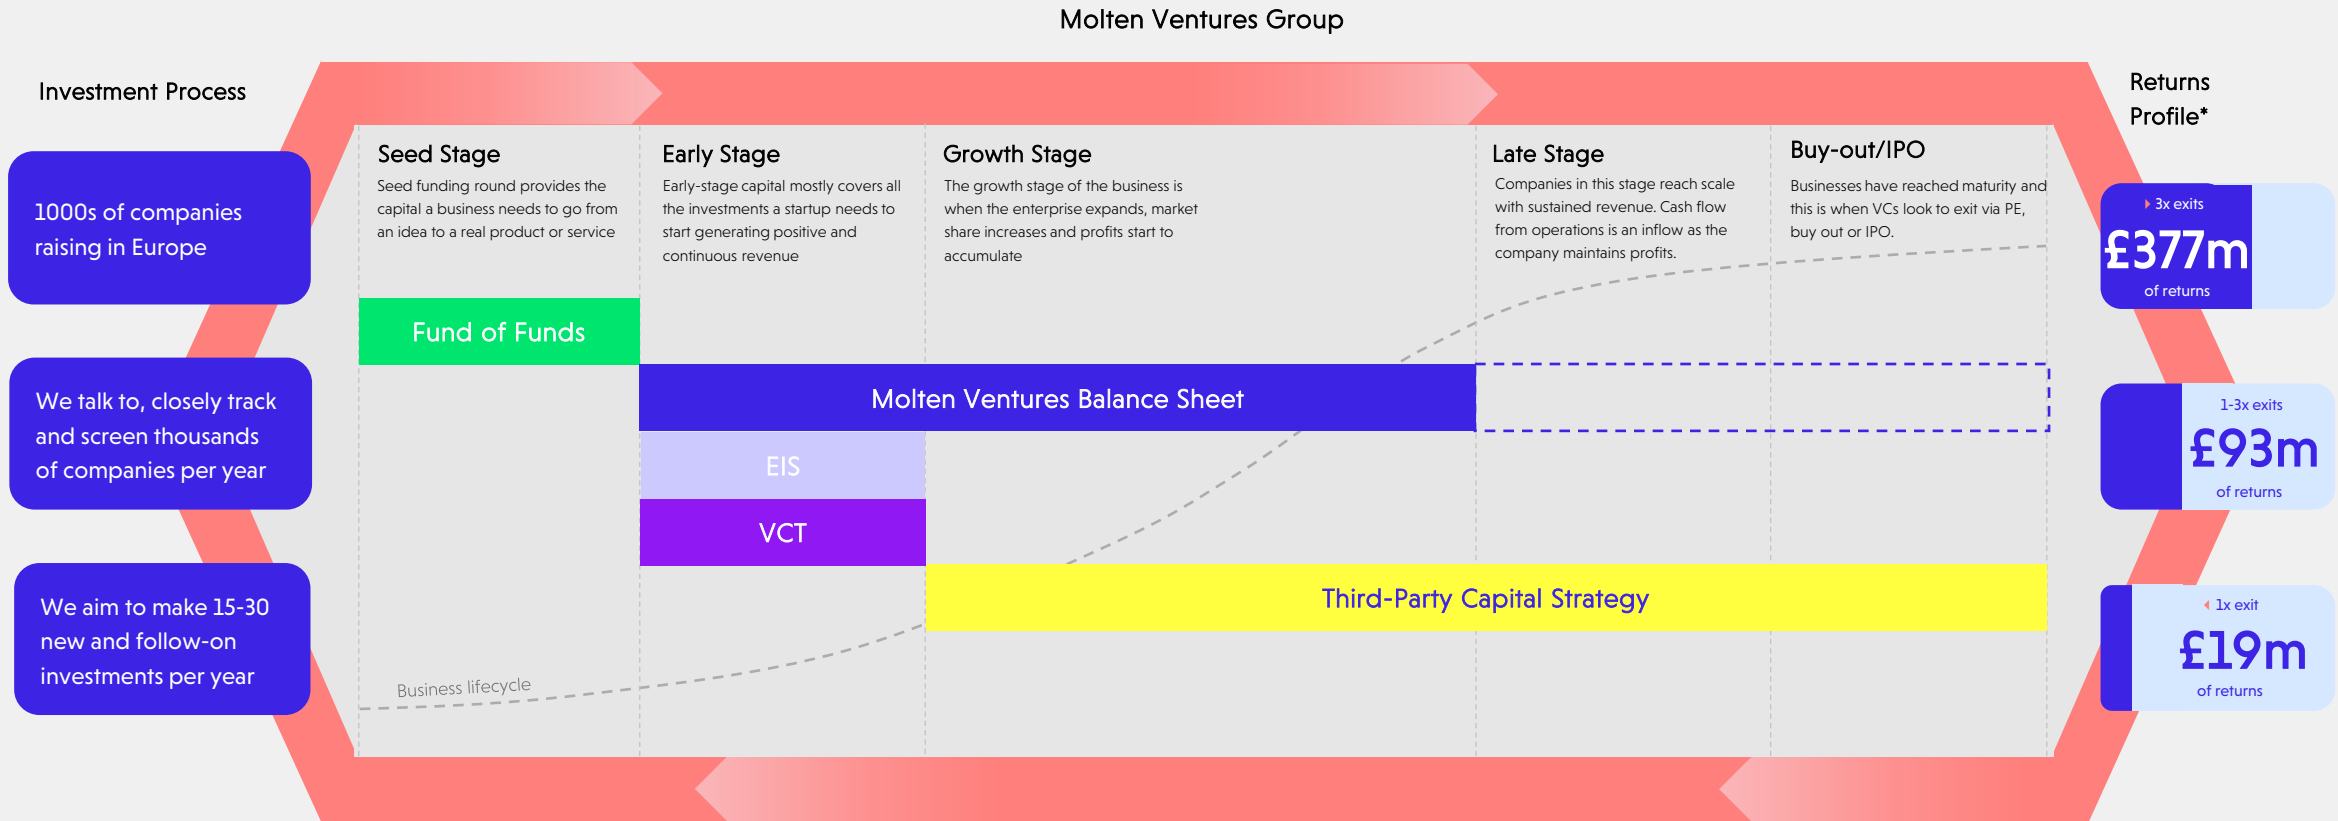 Molten Ventures Group
Investment Process
1000s of companies
raising in Europe
We talk to, closely track
and screen thousands
of companies per year
We aim to make 15-30
new and follow-on
investments per year
Seed Stage
Seed funding round provides the
capital a business needs to go from
an idea to a real product or service
Early Stage
Early-stage capital mostly covers all
the investments a startup needs to
start generating positive and
continuous revenue
Growth Stage
The growth stage of the business is
when the enterprise expands, market
share increases and profits start to
accumulate
Late Stage
Companies in this stage reach scale
with sustained revenue. Cash flow
from operations is an inflow as the
company maintains profits.
Buy-out/IPO
Businesses have reached maturity and
this is when VCs look to exit via PE,
buy out or IPO.
Fund of Funds
Molten Ventures Balance Sheet
EIS
VCT
Third-Party Capital Strategy
Business lifecycle
Returns
Profile*
3x exits
£377m
of returns
1-3x exits
£93m
of returns
1x exit
£19m
of returns